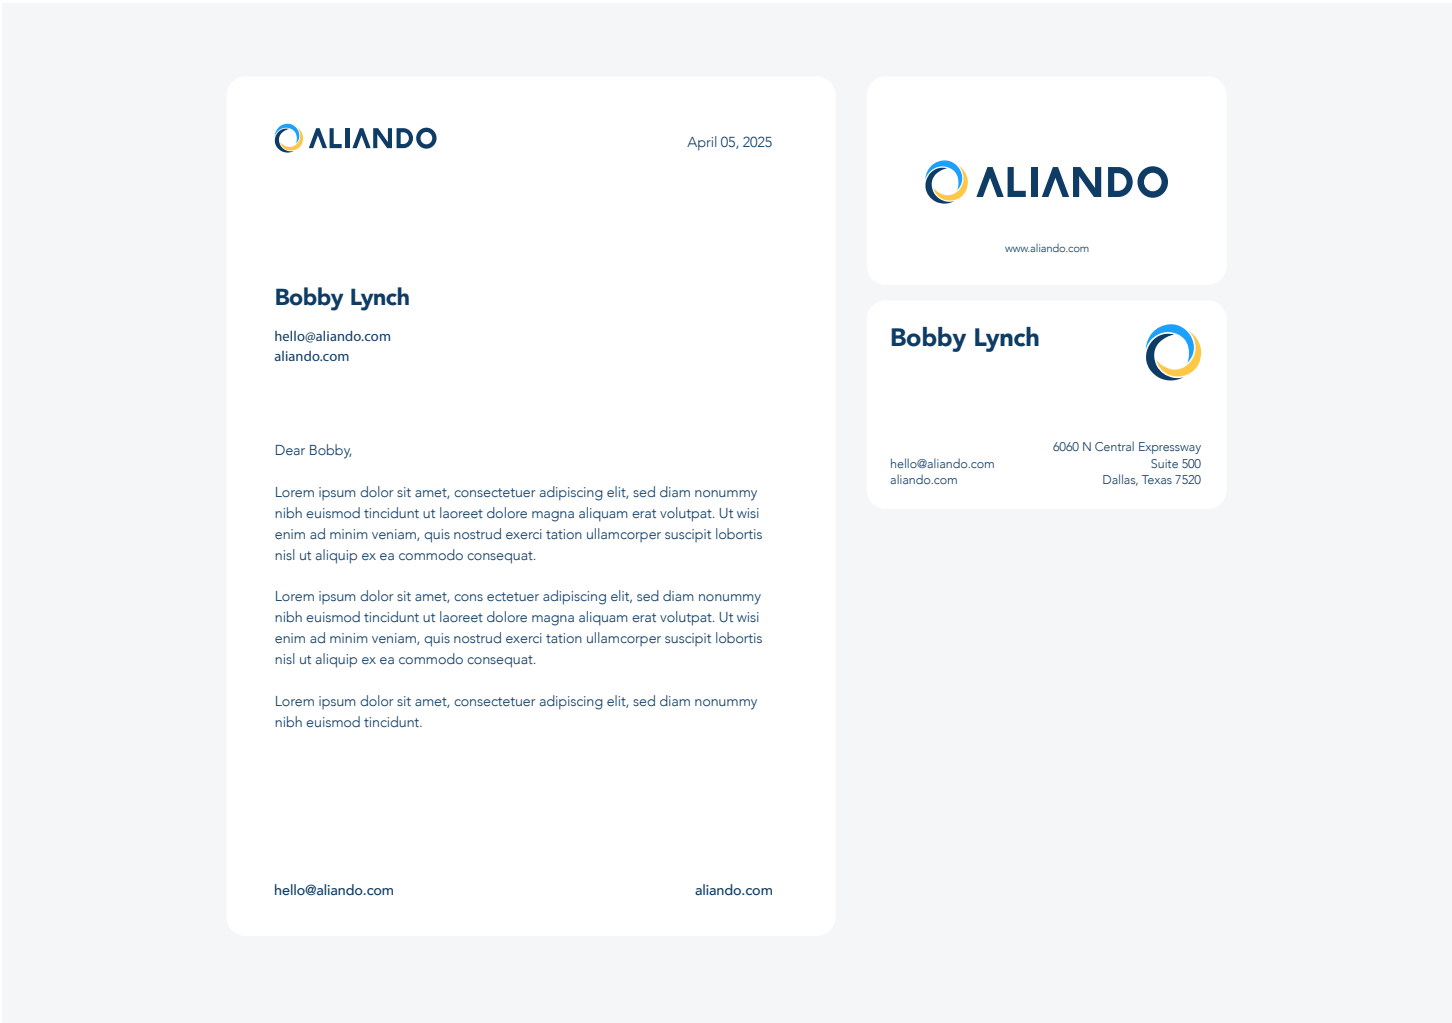 ALIANDO
April 05, 2025
Bobby Lynch
hello@aliando.com
aliando.com
Dear Bobby,
Lorem ipsum dolor sit amet, consectetuer adipiscing elit, sed diam nonummy
nibh euismod tincidunt ut laoreet dolore magna aliquam erat volutpat. Ut wisi
enim ad minim veniam, quis nostrud exerci tation ullamcorper suscipit lobortis
nisl ut aliquip ex ea commodo consequat.
Lorem ipsum dolor sit amet, cons ectetuer adipiscing elit, sed diam nonummy
nibh euismod tincidunt ut laoreet dolore magna aliquam erat volutpat. Ut wisi
enim ad minim veniam, quis nostrud exerci tation ullamcorper suscipit lobortis
nisl ut aliquip ex ea commodo consequat.
Lorem ipsum dolor sit amet, consectetuer adipiscing elit, sed diam nonummy
nibh euismod tincidunt.
hello@aliando.com
aliando.com
ALIANDO
www.aliando.com
Bobby Lynch
hello@aliando.com
aliando.com
6060 N Central Expressway
Suite 500
Dallas, Texas 7520